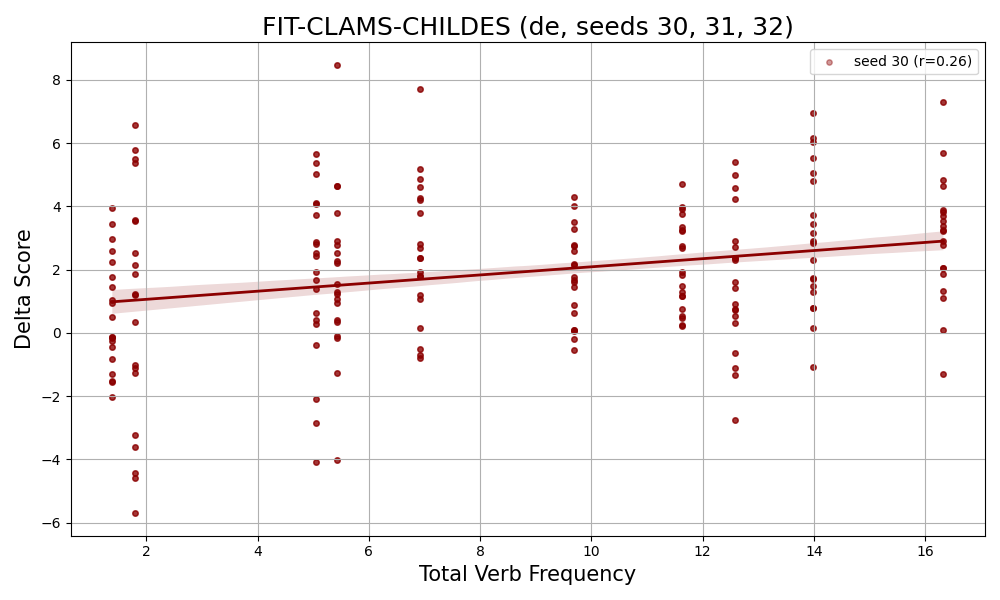 FIT-CLAMS-CHILDES (de, seeds 30, 31, 32)
seed 30 (r=0.26)
Delta Score
8
6
4
2
0
−2
−4
−6
2 4 6 8 10 12 14 16
Total Verb Frequency